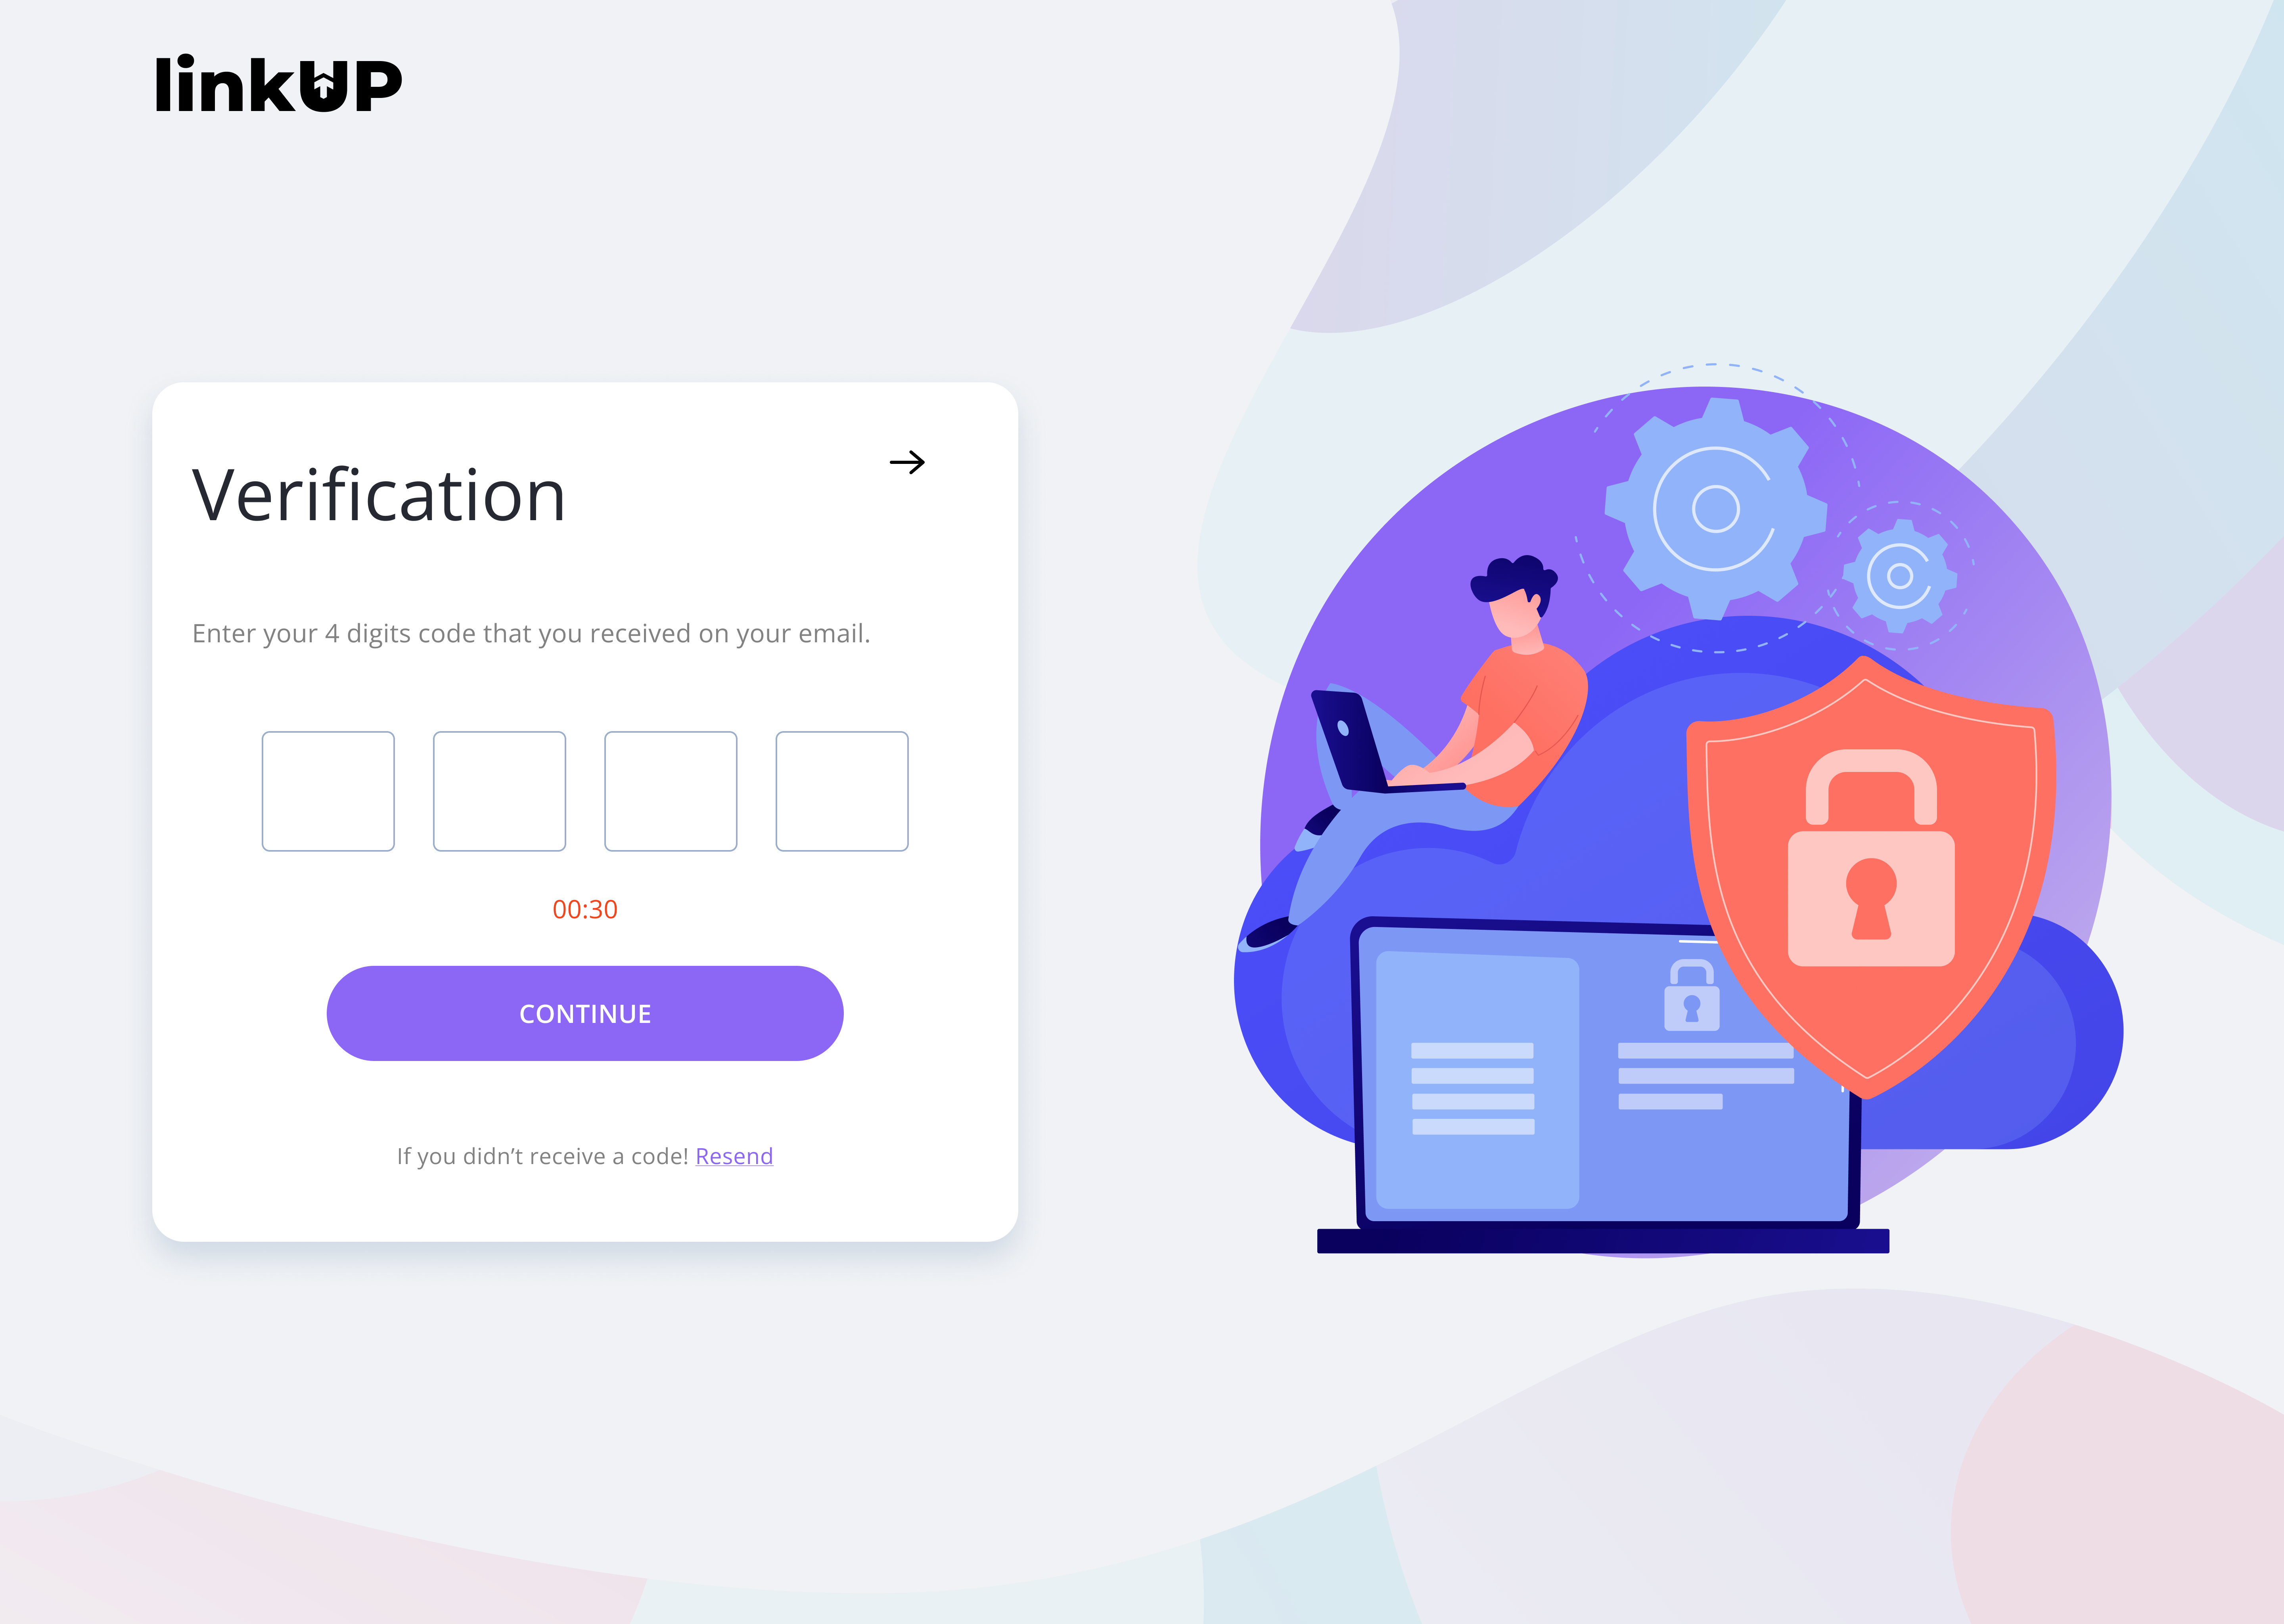 linkUP
Verification
Enter your 4 digits code that you received on your email.
00:30
CONTINUE
If you didn’t receive a code! Resend